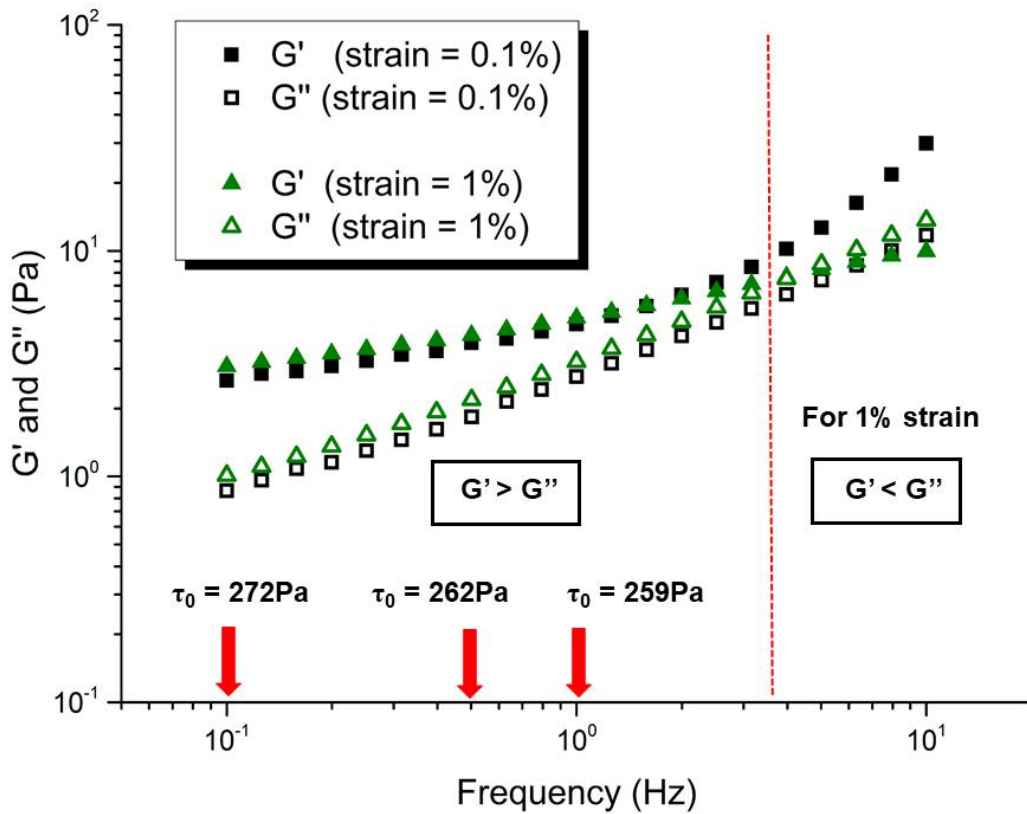 10²
G' (strain = 0.1%)
G" (strain = 0.1%)
G' (strain = 1%)
G" (strain = 1%)
10¹
G' and G" (Pa)
For 1% strain
10⁰
G’ > G’’
G’ < G’’
τ₀ = 272Pa
τ₀ = 262Pa
τ₀ = 259Pa
10⁻¹
10⁻¹
10⁰
10¹
Frequency (Hz)